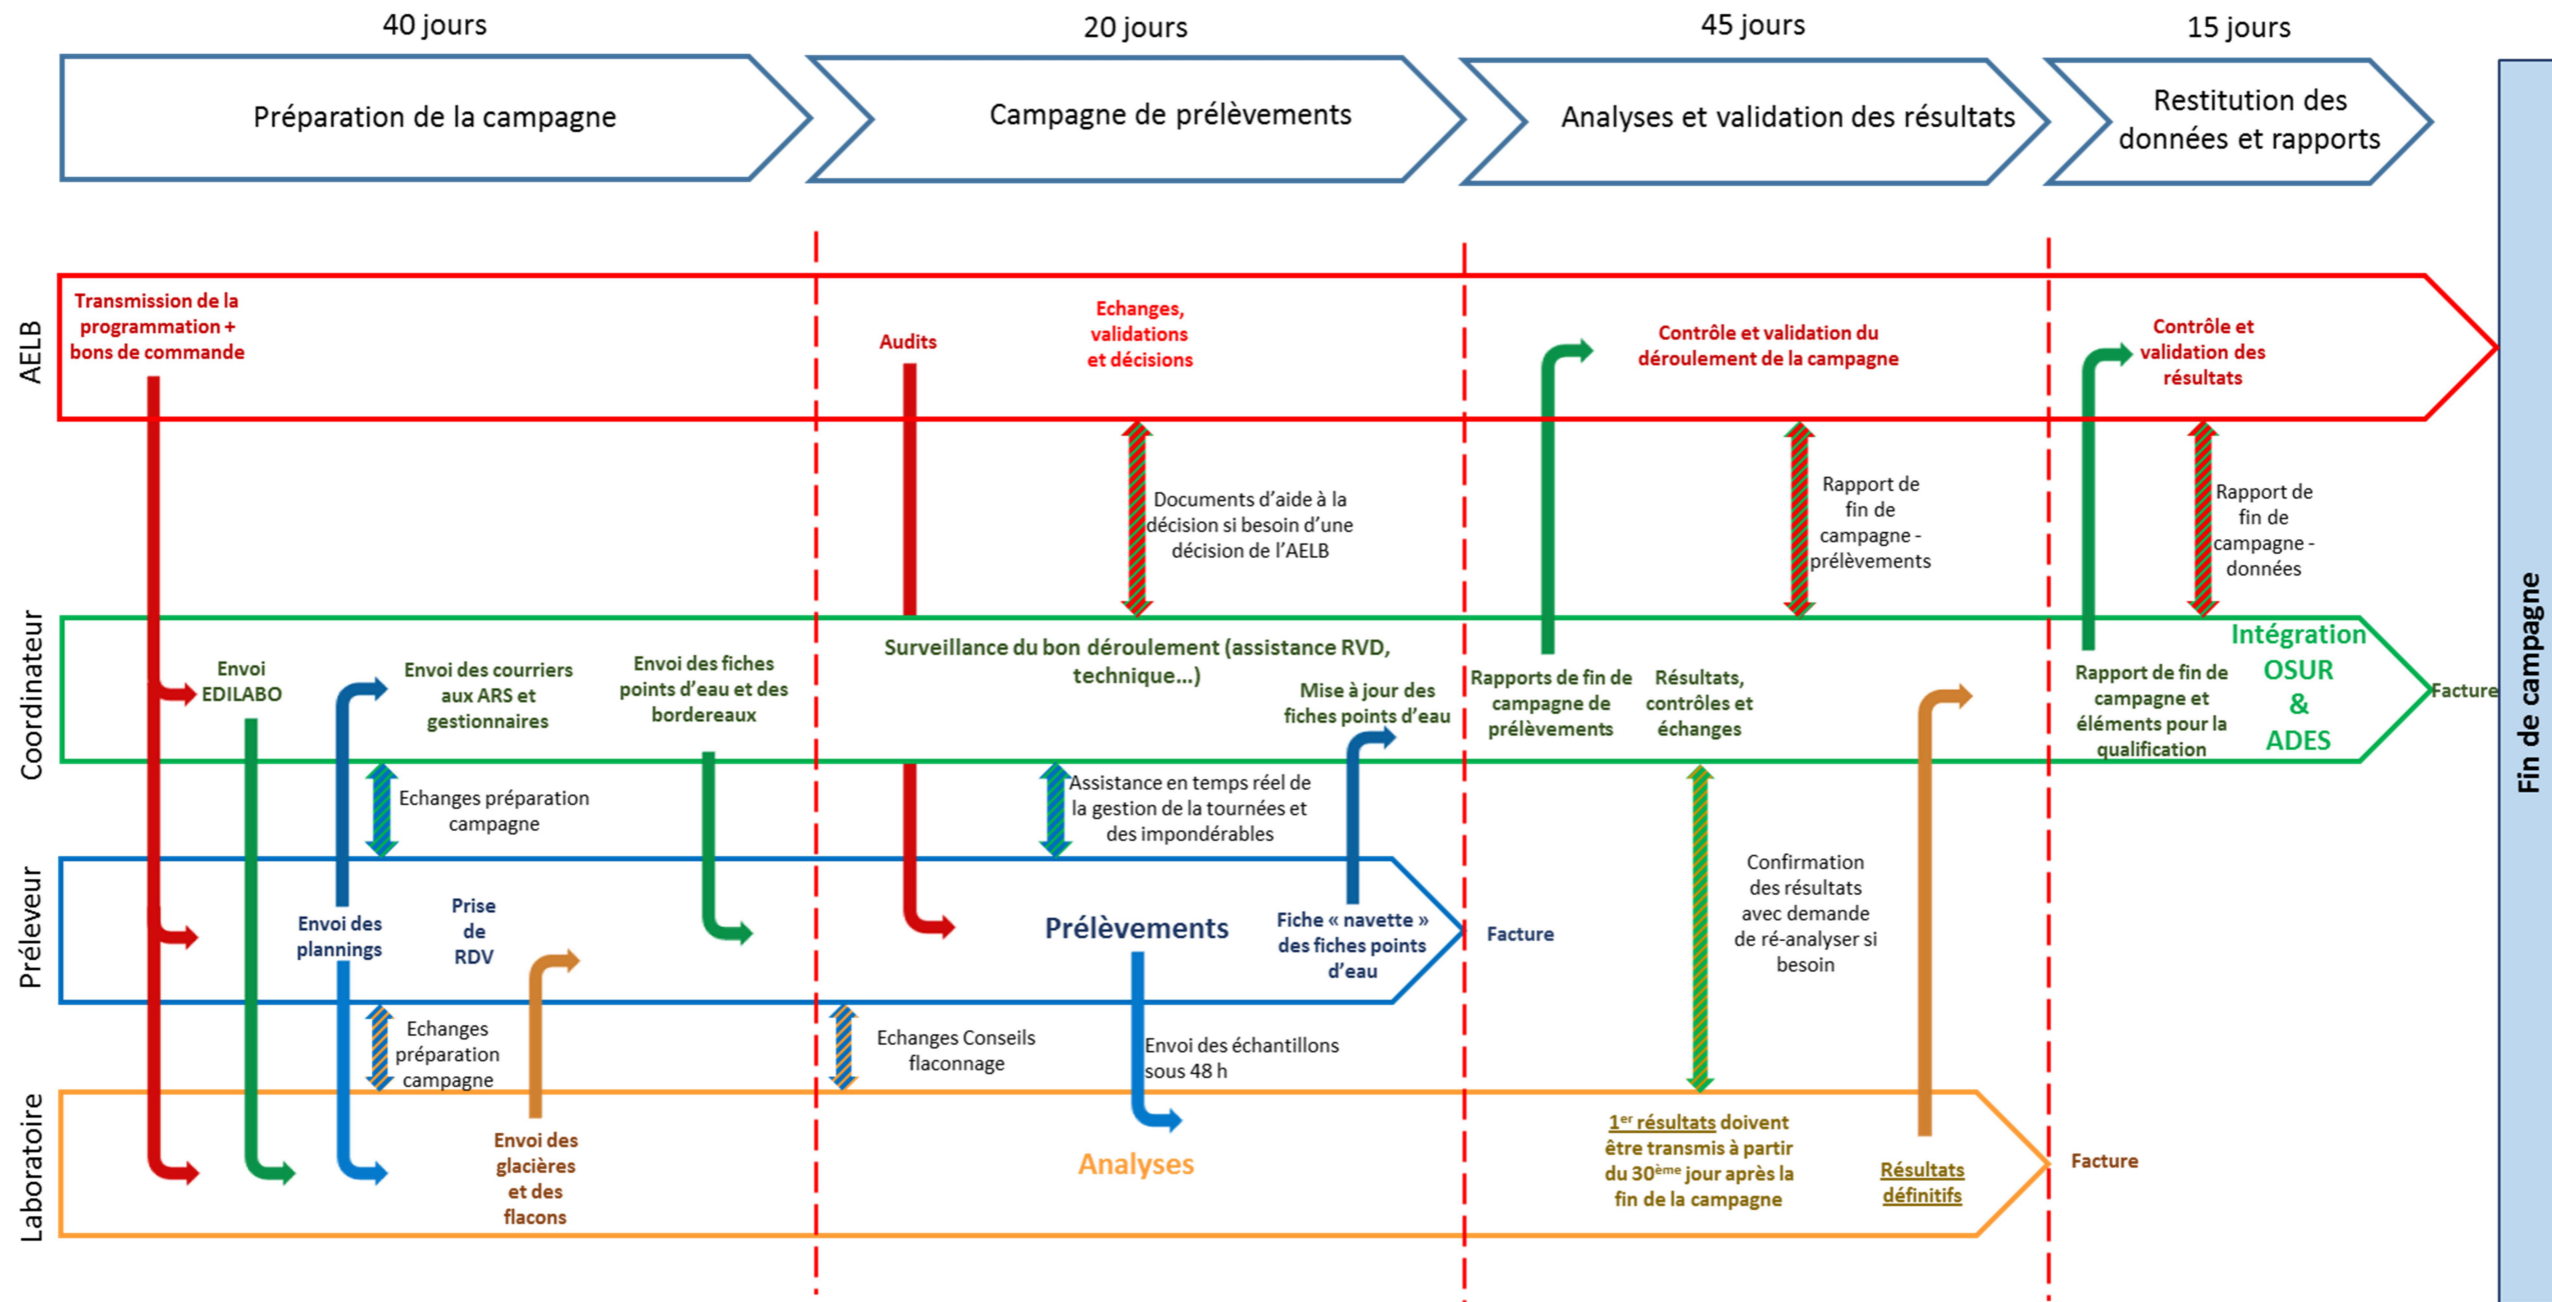 40 jours
20 jours
45 jours
15 jours
Préparation de la campagne
Campagne de prélèvements
Analyses et validation des résultats
Restitution des
données et rapports
AELB
Transmission de la
programmation +
bons de commande
Audits
Echanges,
validations
et décisions
Contrôle et validation du
déroulement de la campagne
Contrôle et
validation des
résultats
Documents d’aide à la
décision si besoin d’une
décision de l’AELB
Rapport de
fin de
campagne -
prélèvements
Rapport de
fin de
campagne -
données
Coordinateur
Envoi
EDILABO
Envoi des courriers
aux ARS et
gestionnaires
Envoi des fiches
points d’eau et des
bordereaux
Surveillance du bon déroulement (assistance RVD,
technique…)
Mise à jour des
fiches points d’eau
Rapports de fin de
campagne de
prélèvements
Résultats,
contrôles et
échanges
Rapport de fin de
campagne et
éléments pour la
qualification
Intégration
OSUR
&
ADES
Facture
Echanges préparation
campagne
Assistance en temps réel de
la gestion de la tournées et
des impondérables
Préleveur
Envoi des
plannings
Prise
de
RDV
Prélèvements
Fiche « navette »
des fiches points
d’eau
Facture
Confirmation
des résultats
avec demande
de ré-analyser si
besoin
Echanges
préparation
campagne
Echanges Conseils
flaconnage
Envoi des échantillons
sous 48 h
Laboratoire
Envoi des
glacières
et des
flacons
Analyses
1er résultats doivent
être transmis à partir
du 30ème jour après la
fin de la campagne
Résultats
définitifs
Facture
Fin de campagne